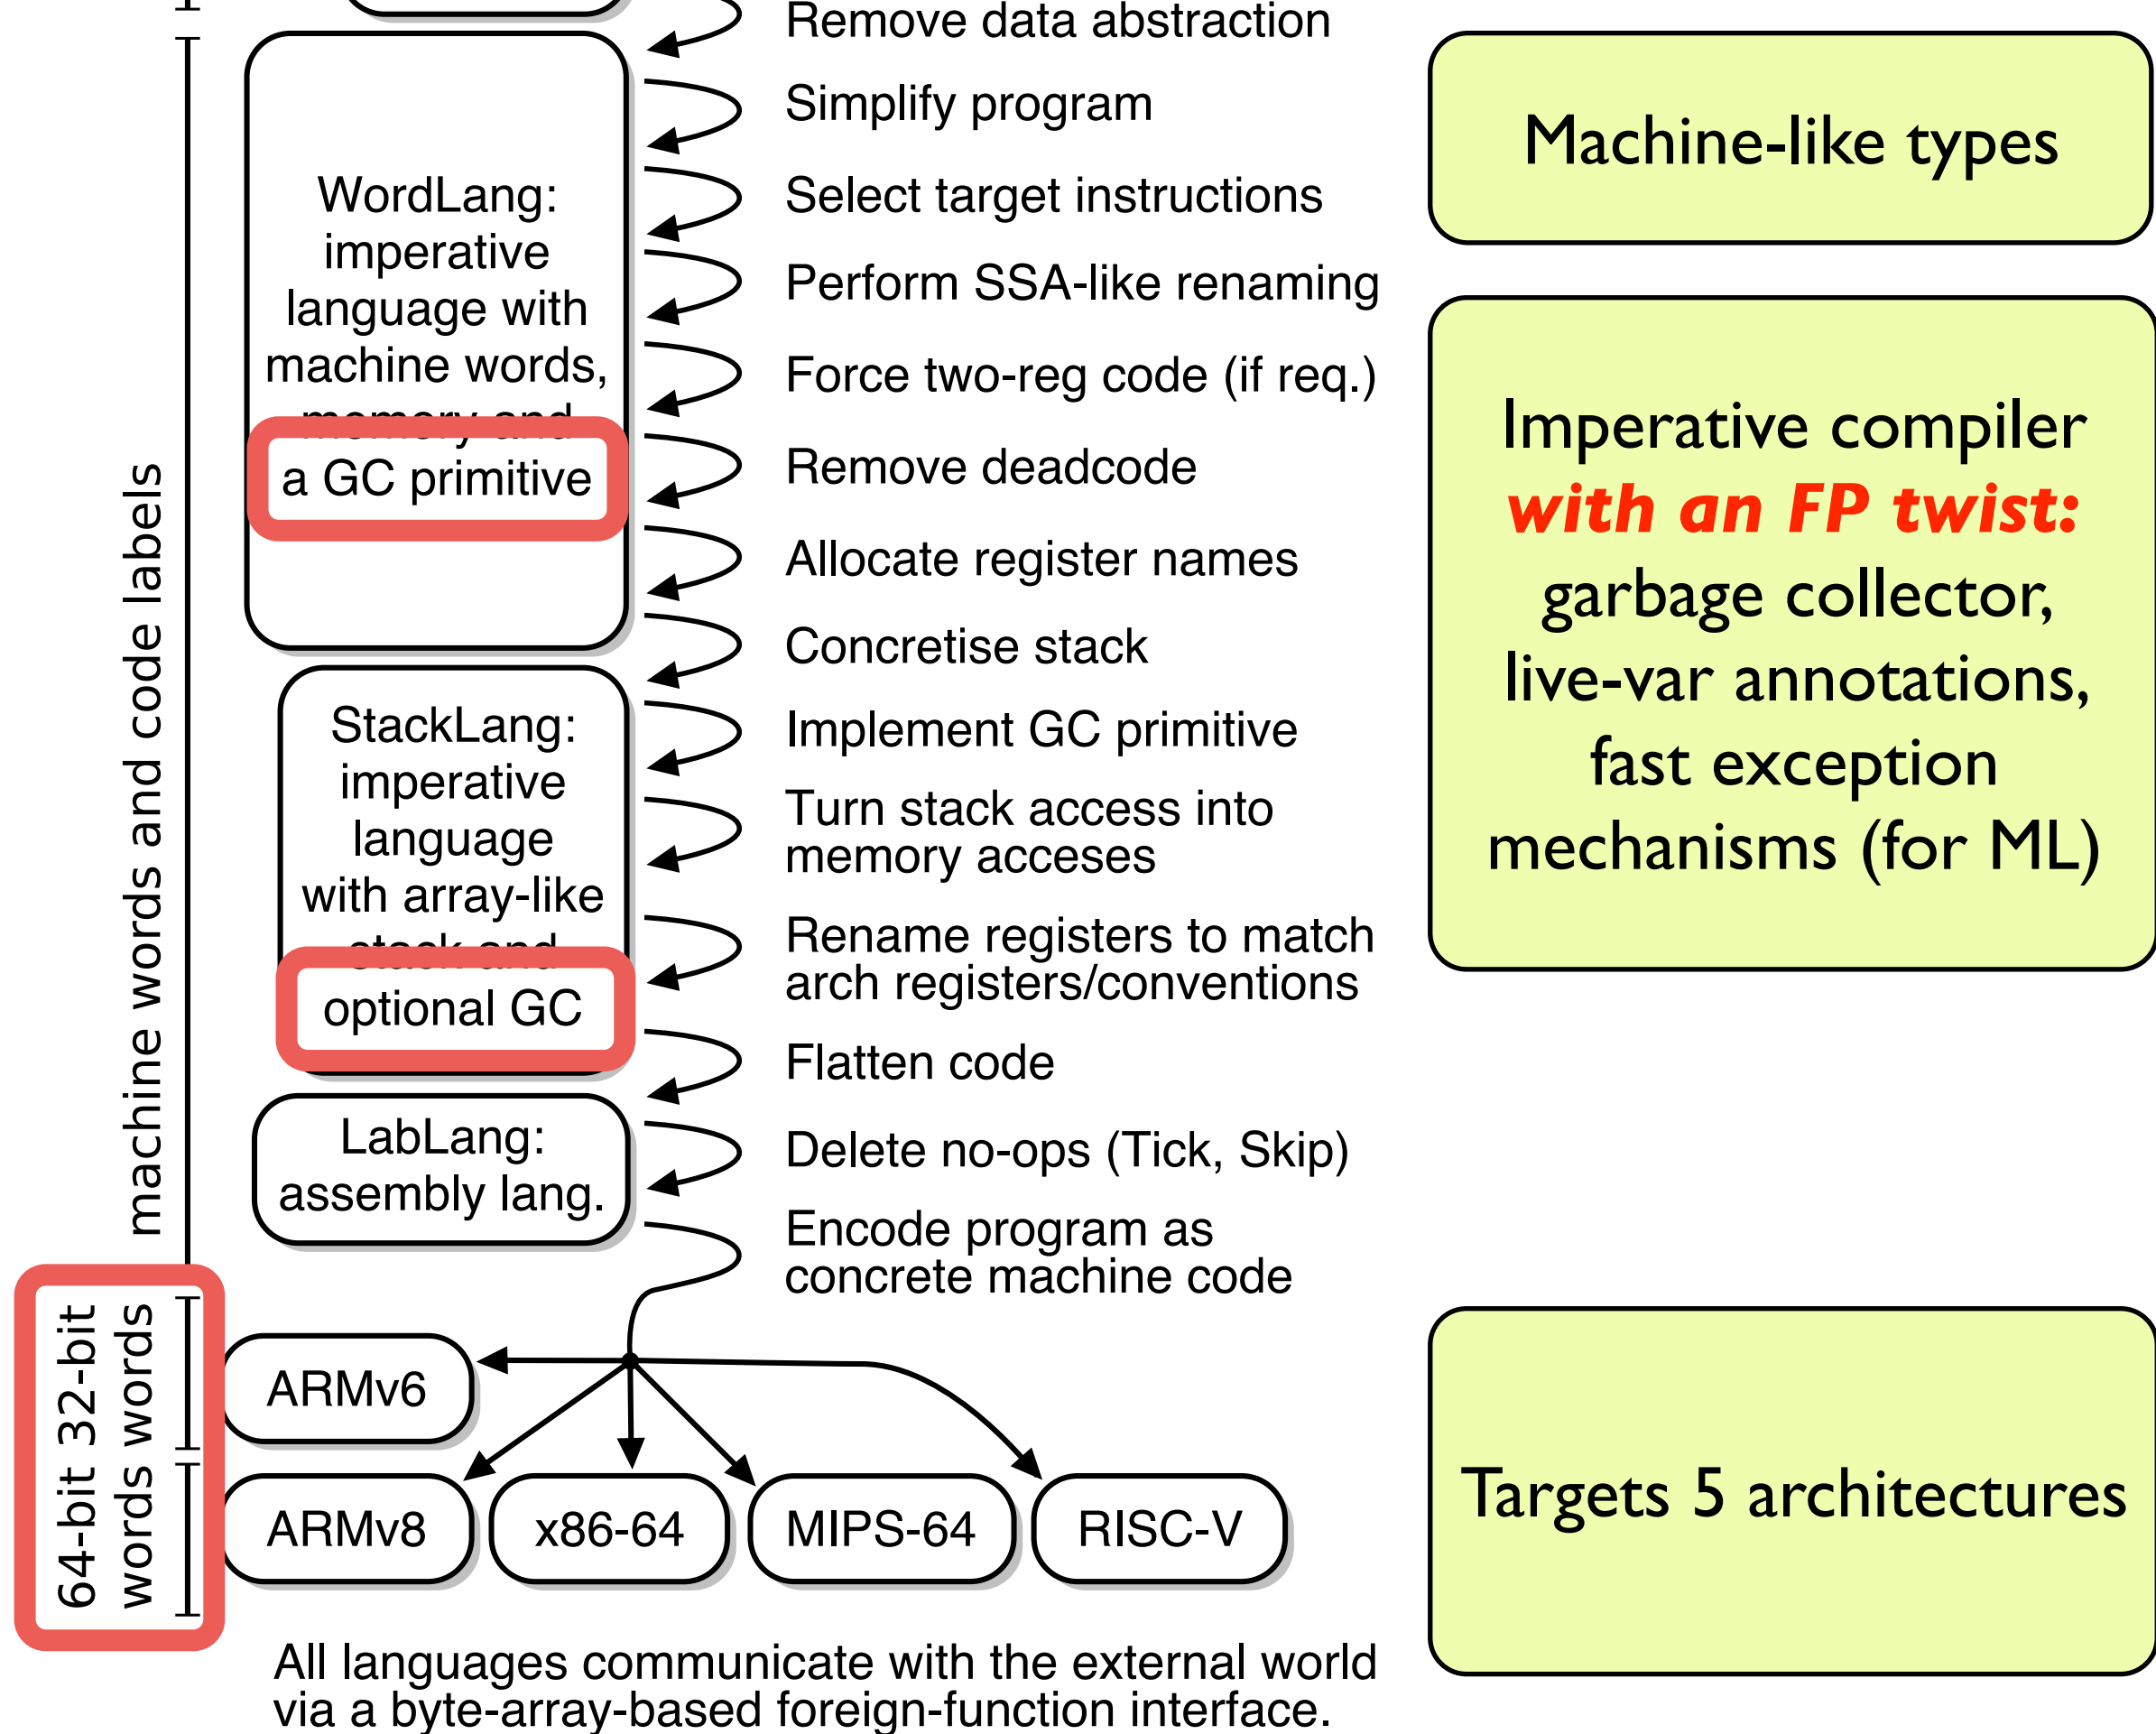 Remove data abstraction
Simplify program
Select target instructions
Perform SSA-like renaming
Force two-reg code (if req.)
Remove deadcode
Allocate register names
Concretise stack
Implement GC primitive
Turn stack access into
memory acceses
Rename registers to match
arch registers/conventions
Flatten code
Delete no-ops (Tick, Skip)
Encode program as
concrete machine code
machine words and code labels
WordLang:
imperative
language with
machine words,
memory and
a GC primitive
StackLang:
imperative
language
with array-like
stack and
optional GC
LabLang:
assembly lang.
32-bit
words
64-bit
words
ARMv6
ARMv8
x86-64
MIPS-64
RISC-V
All languages communicate with the external world
via a byte-array-based foreign-function interface.
Machine-like types
Imperative compiler
with an FP twist:
garbage collector,
live-var annotations,
fast exception
mechanisms (for ML)
Targets 5 architectures